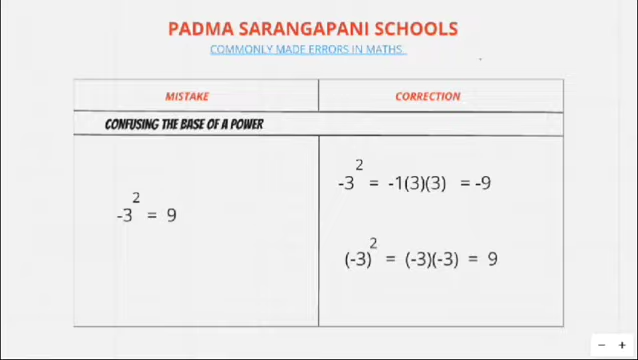 PADMA SARANGAPANI SCHOOLS
COMMONLY MADE ERRORS IN MATHS
MISTAKE
CORRECTION
CONFUSING THE BASE OF A POWER
-3² = 9
-3² = -1(3)(3) = -9
(-3)² = (-3)(-3) = 9
− +